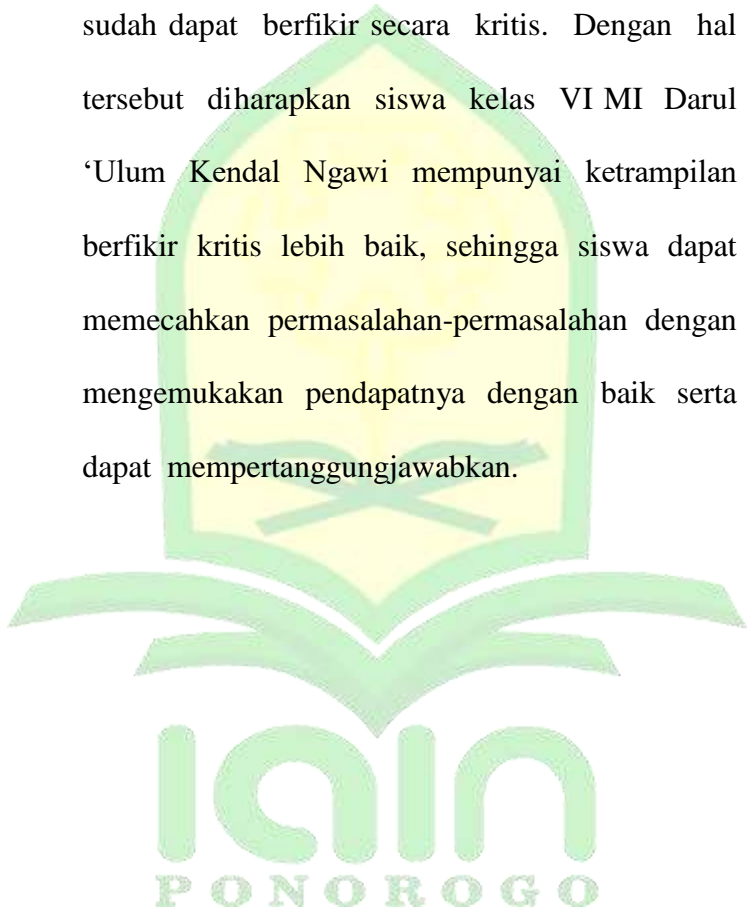 sudah dapat berfikir secara kritis. Dengan hal
tersebut diharapkan siswa kelas VI MI Darul
‘Ulum Kendal Ngawi mempunyai ketrampilan
berfikir kritis lebih baik, sehingga siswa dapat
memecahkan permasalahan-permasalahan dengan
mengemukakan pendapatnya dengan baik serta
dapat mempertanggungjawabkan.
iain
PONOROGO